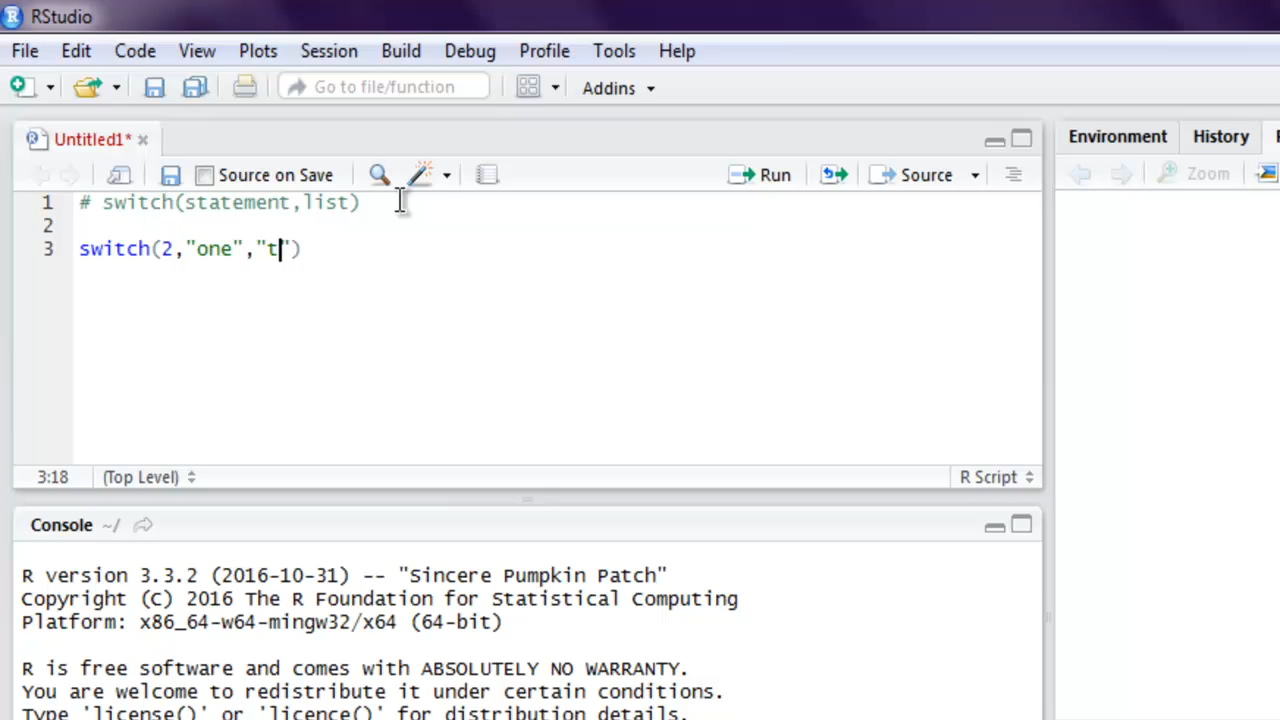 RStudio
File Edit Code View Plots Session Build Debug Profile Tools Help
Go to file/function Addins
Untitled1* Environment History
Source on Save Run Source Zoom
1 # switch(statement,list)
2
3 switch(2,"one","t")
3:18 (Top Level) R Script
Console ~/
R version 3.3.2 (2016-10-31) -- "Sincere Pumpkin Patch"
Copyright (C) 2016 The R Foundation for Statistical Computing
Platform: x86_64-w64-mingw32/x64 (64-bit)
R is free software and comes with ABSOLUTELY NO WARRANTY.
You are welcome to redistribute it under certain conditions.
Type 'license()' or 'licence()' for distribution details.